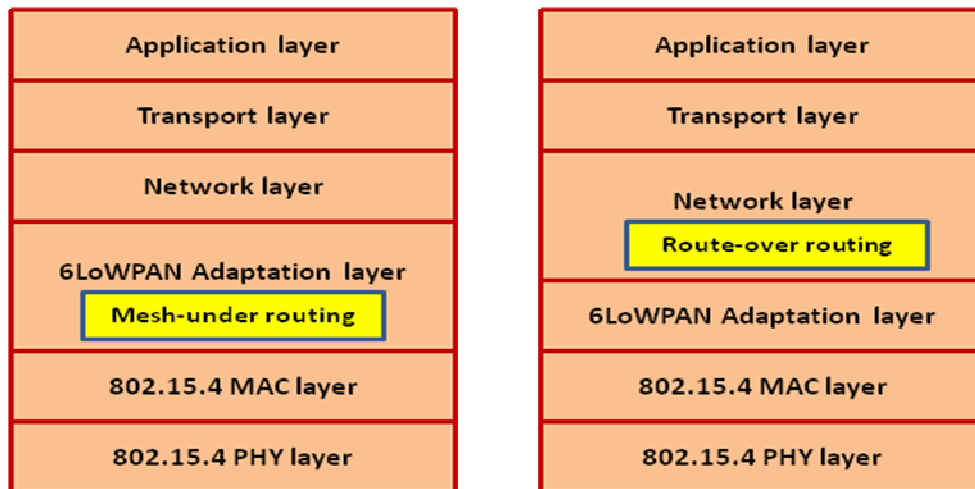 Application layer
Transport layer
Network layer
6LoWPAN Adaptation layer
Mesh-under routing
802.15.4 MAC layer
802.15.4 PHY layer
Application layer
Transport layer
Network layer
Route-over routing
6LoWPAN Adaptation layer
802.15.4 MAC layer
802.15.4 PHY layer